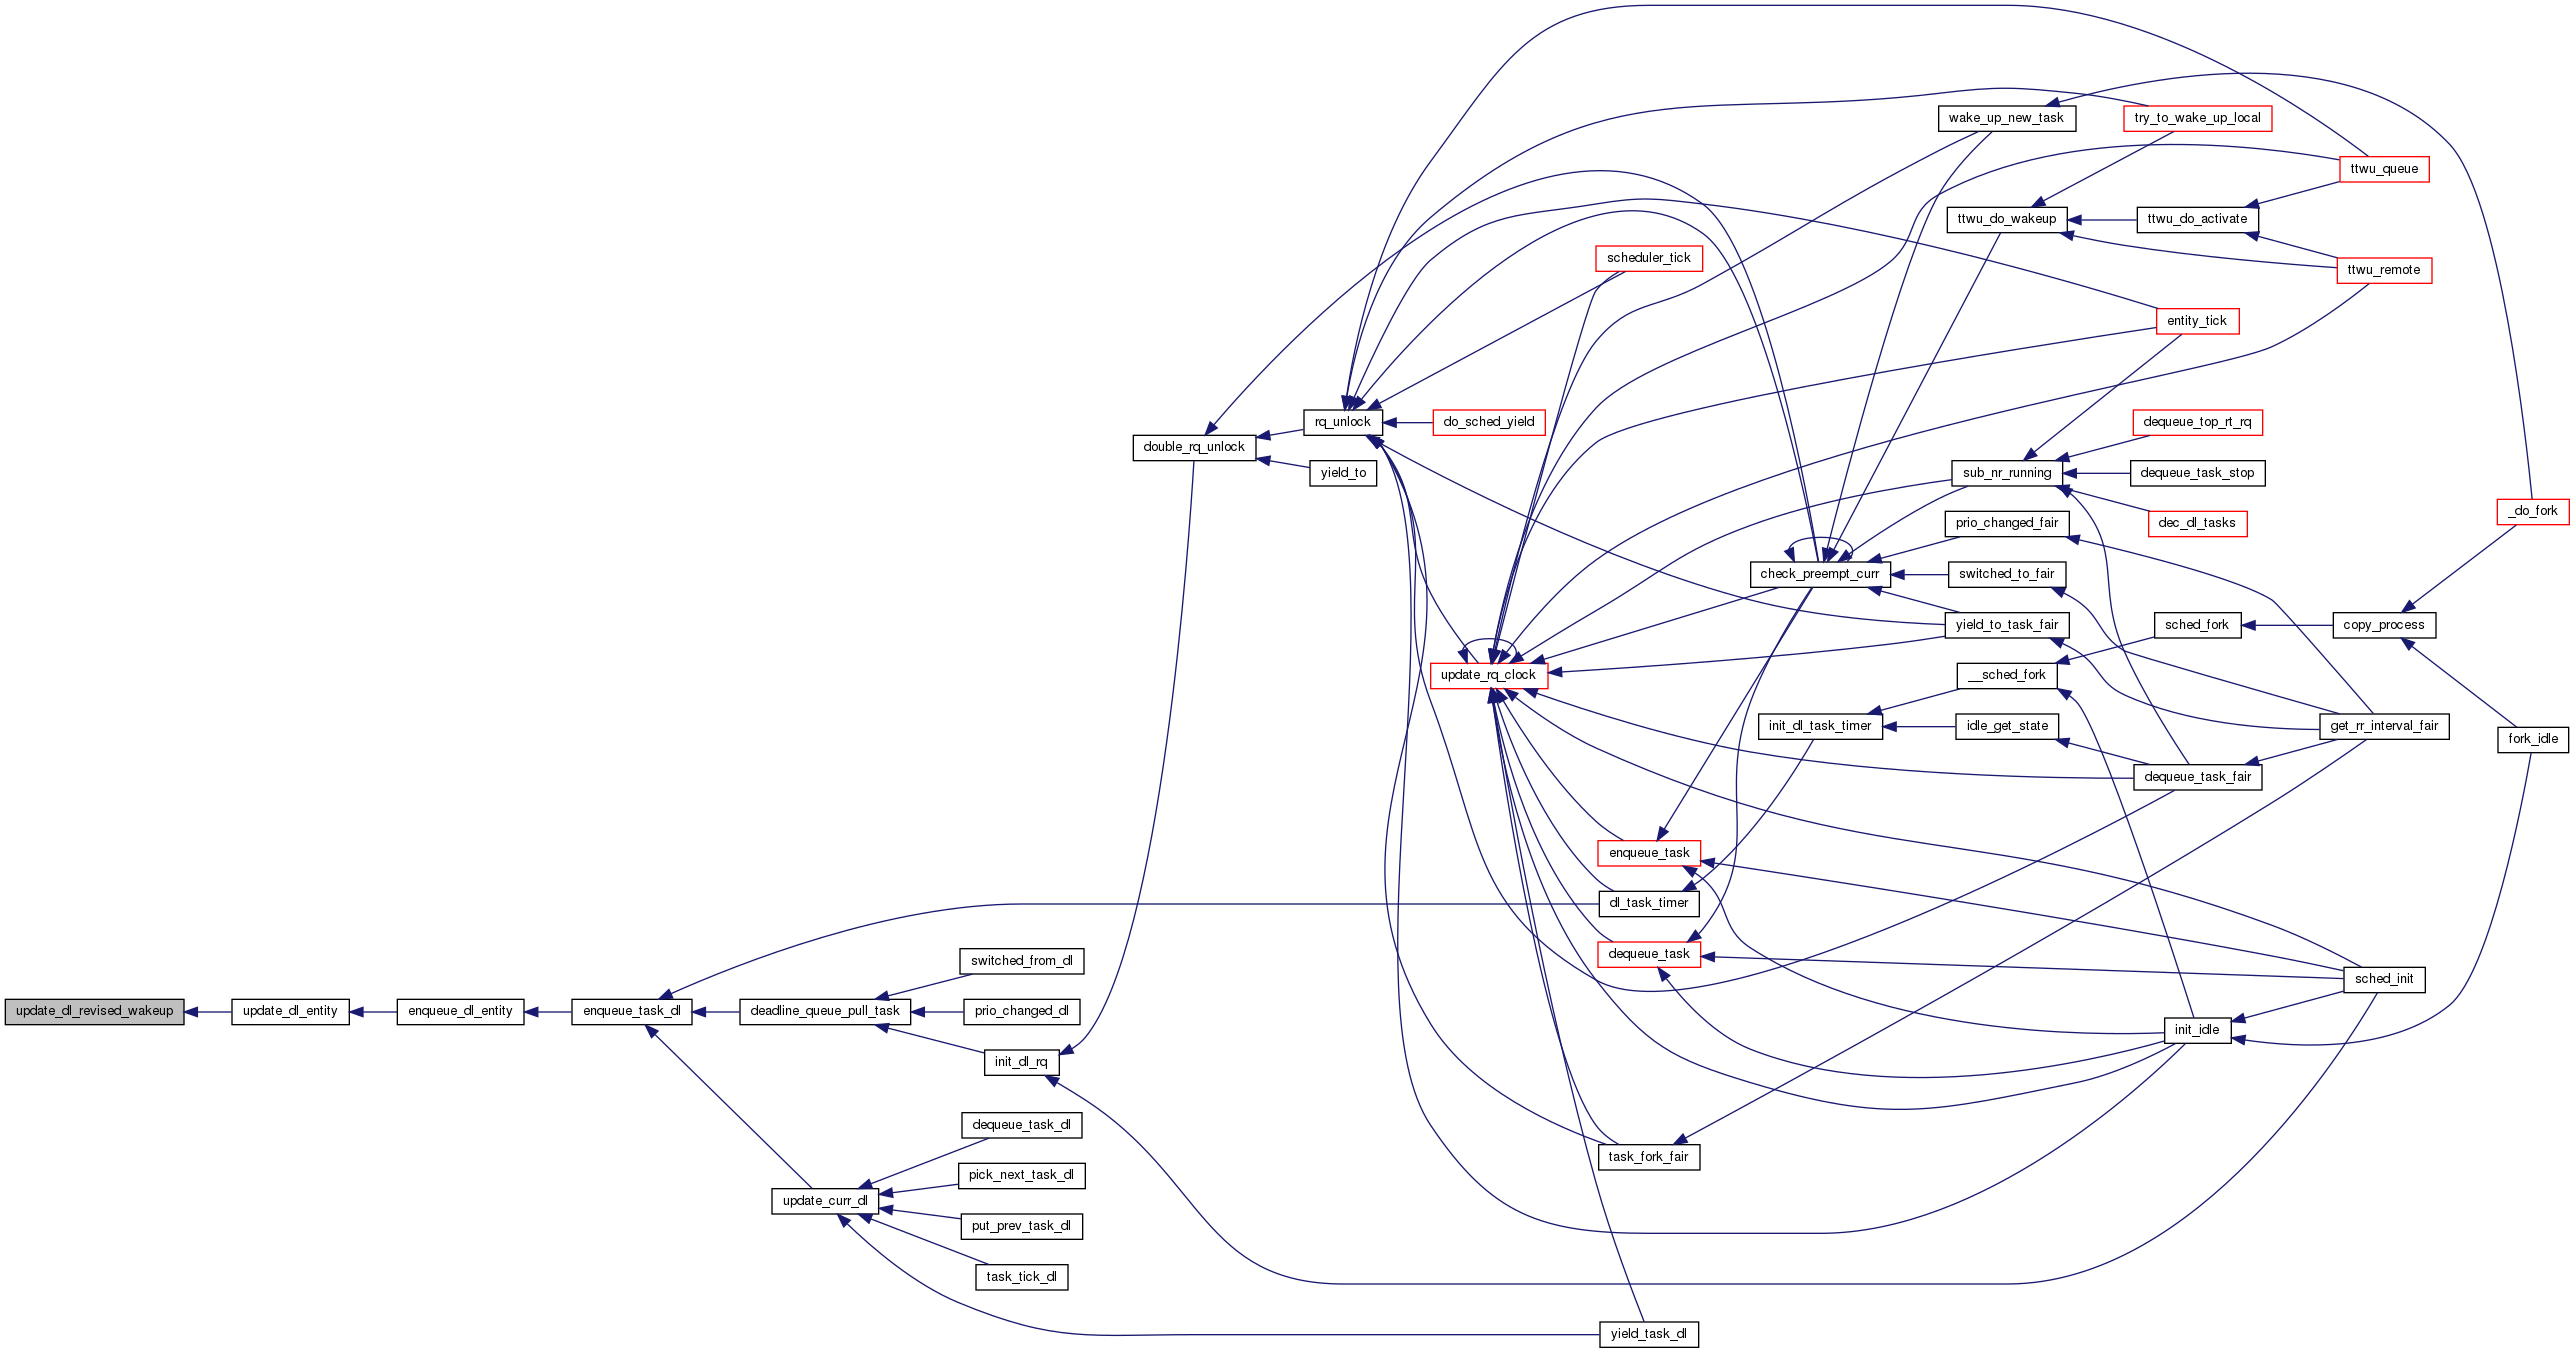 wake_up_new_task
try_to_wake_up_local
ttwu_queue
ttwu_do_wakeup
ttwu_do_activate
scheduler_tick
ttwu_remote
entity_tick
rq_unlock
do_sched_yield
dequeue_top_rt_rq
double_rq_unlock
yield_to
sub_nr_running
dequeue_task_stop
_do_fork
prio_changed_fair
dec_dl_tasks
check_preempt_curr
switched_to_fair
yield_to_task_fair
sched_fork
copy_process
update_rq_clock
__sched_fork
init_dl_task_timer
idle_get_state
get_rr_interval_fair
fork_idle
dequeue_task_fair
enqueue_task
dl_task_timer
switched_from_dl
dequeue_task
sched_init
update_dl_revised_wakeup
update_dl_entity
enqueue_dl_entity
enqueue_task_dl
deadline_queue_pull_task
prio_changed_dl
init_idle
init_dl_rq
dequeue_task_dl
task_fork_fair
pick_next_task_dl
update_curr_dl
put_prev_task_dl
task_tick_dl
yield_task_dl